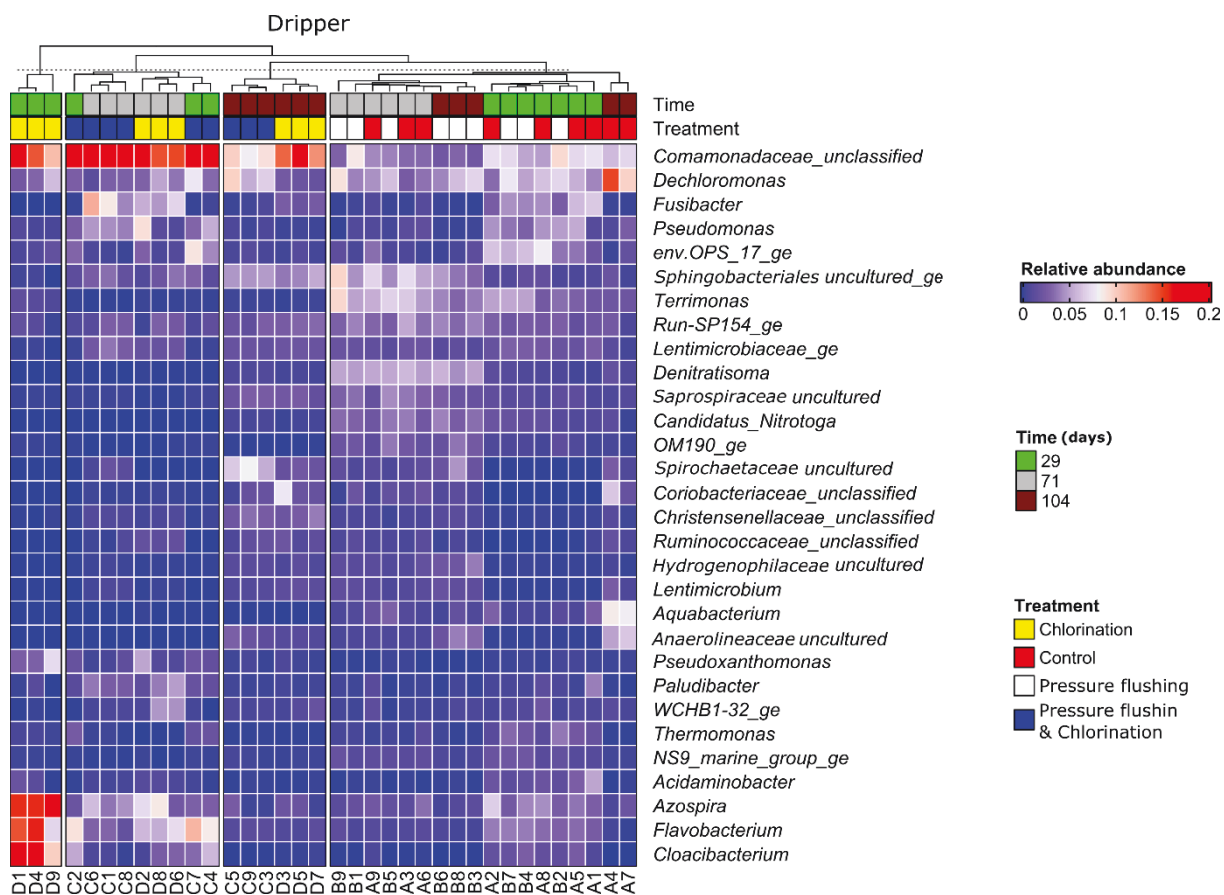 Dripper
Time
Treatment
Comamonadaceae_unclassified
Dechloromonas
Fusibacter
Pseudomonas
env.OPS_17_ge
Sphingobacteriales uncultured_ge
Terrimonas
Run-SP154_ge
Lentimicrobiaceae_ge
Denitratisoma
Saprospiraceae uncultured
Candidatus_Nitrotoga
OM190_ge
Spirochaetaceae uncultured
Coriobacteriaceae_unclassified
Christensenellaceae_unclassified
Ruminococcaceae_unclassified
Hydrogenophilaceae uncultured
Lentimicrobium
Aquabacterium
Anaerolineaceae uncultured
Pseudoxanthomonas
Paludibacter
WCHB1-32_ge
Thermomonas
NS9_marine_group_ge
Acidaminobacter
Azospira
Flavobacterium
Cloacibacterium
D1 D4 D9 C2 C6 C1 C8 D2 D8 D6 C7 C4 C5 C9 C3 D3 D5 D7 B9 B1 A9 B5 A3 A6 B6 B8 B3 A2 B7 B4 A8 B2 A5 A1 A4 A7
Relative abundance
0 0.05 0.1 0.15 0.2
Time (days)
29
71
104
Treatment
Chlorination
Control
Pressure flushing
Pressure flushin
& Chlorination